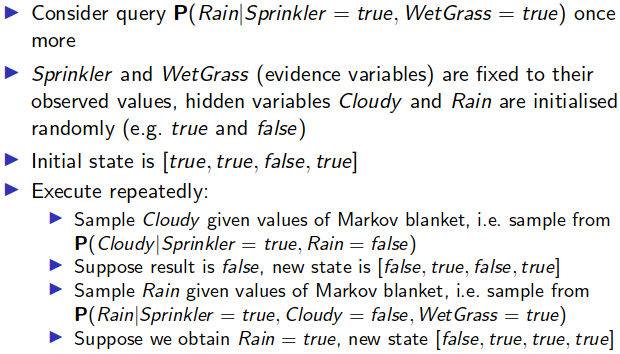 ▶ Consider query P(Rain|Sprinkler = true, WetGrass = true) once
more
▶ Sprinkler and WetGrass (evidence variables) are fixed to their
observed values, hidden variables Cloudy and Rain are initialised
randomly (e.g. true and false)
▶ Initial state is [true, true, false, true]
▶ Execute repeatedly:
▶ Sample Cloudy given values of Markov blanket, i.e. sample from
P(Cloudy|Sprinkler = true, Rain = false)
▶ Suppose result is false, new state is [false, true, false, true]
▶ Sample Rain given values of Markov blanket, i.e. sample from
P(Rain|Sprinkler = true, Cloudy = false, WetGrass = true)
▶ Suppose we obtain Rain = true, new state [false, true, true, true]